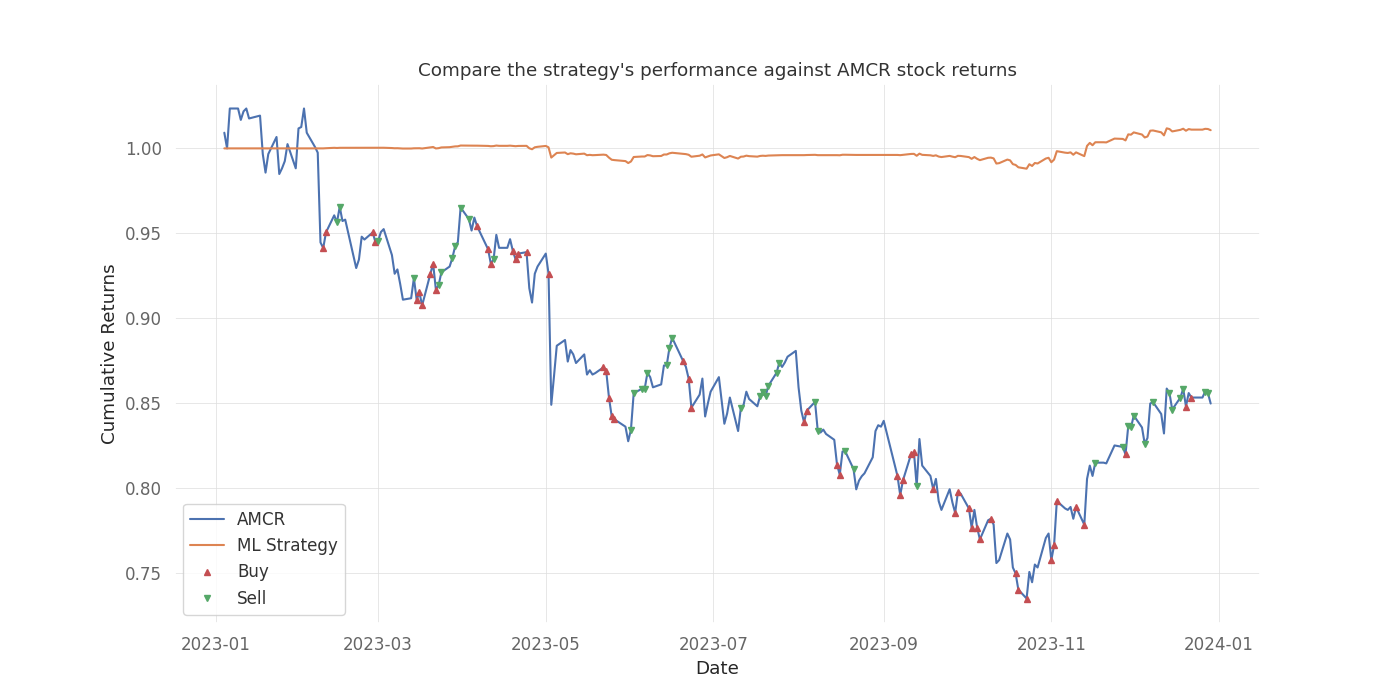 Compare the strategy's performance against AMCR stock returns
Cumulative Returns
1.00
0.95
0.90
0.85
0.80
0.75
AMCR
ML Strategy
Buy
Sell
2023-01 2023-03 2023-05 2023-07 2023-09 2023-11 2024-01
Date